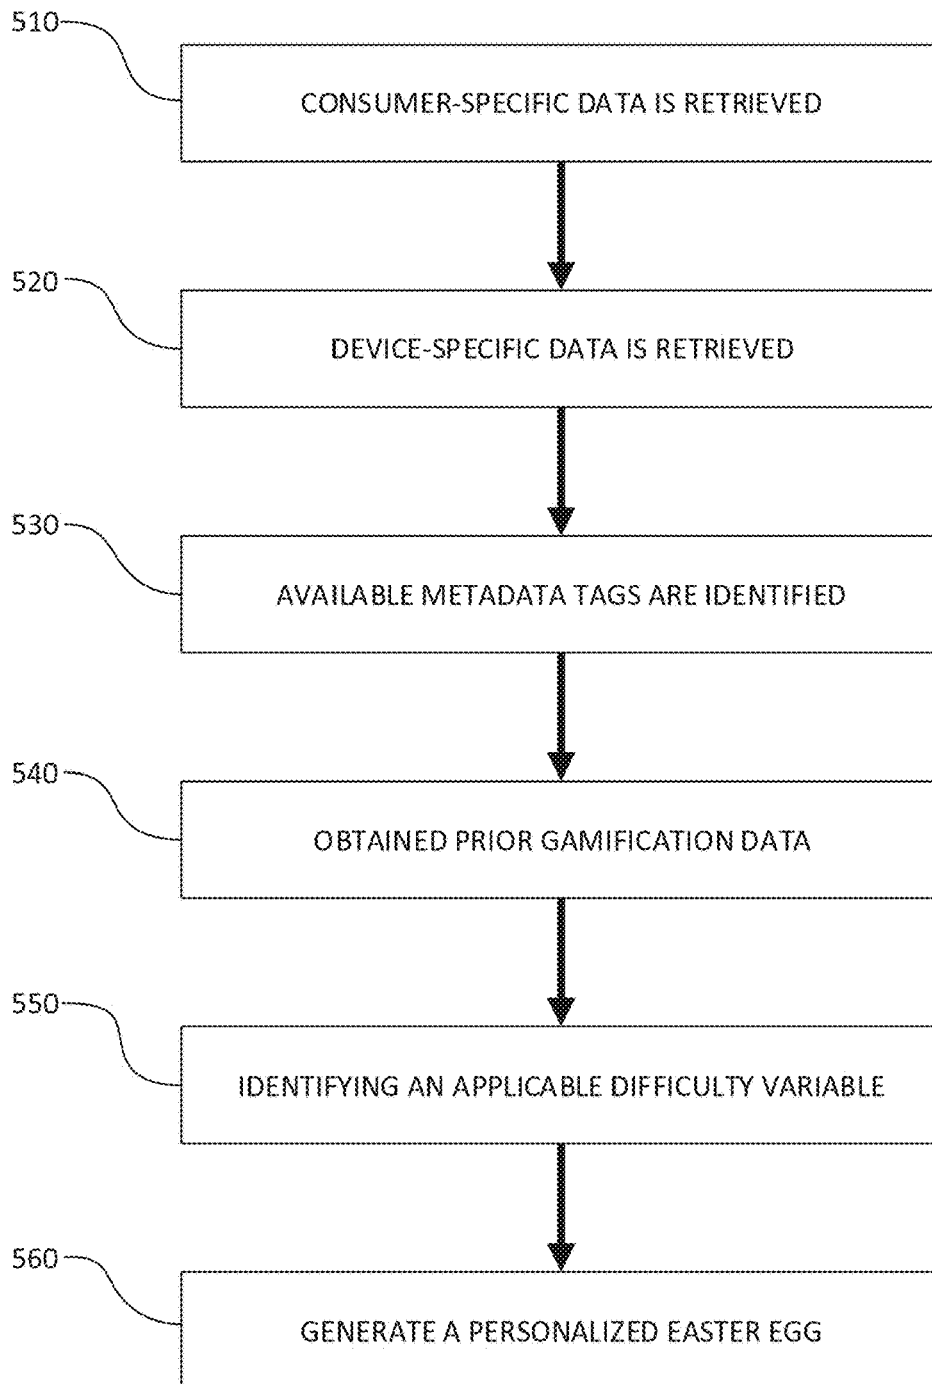 510
CONSUMER-SPECIFIC DATA IS RETRIEVED
520
DEVICE-SPECIFIC DATA IS RETRIEVED
530
AVAILABLE METADATA TAGS ARE IDENTIFIED
540
OBTAINED PRIOR GAMIFICATION DATA
550
IDENTIFYING AN APPLICABLE DIFFICULTY VARIABLE
560
GENERATE A PERSONALIZED EASTER EGG